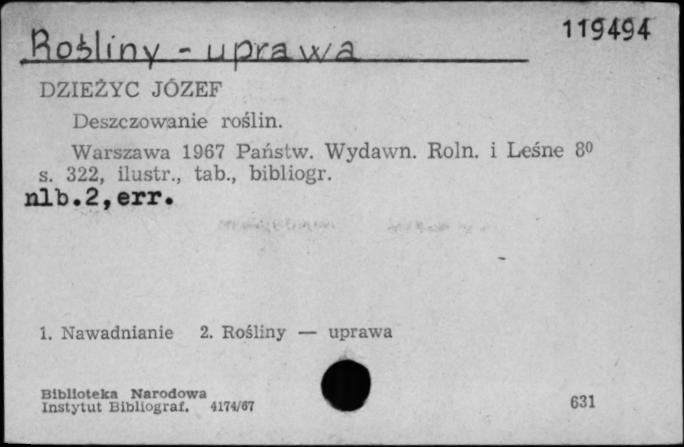 119494
Rośliny - uprawa
DZIEŻYC JÓZEF
Deszczowanie roślin.
Warszawa 1967 Państw. Wydawn. Roln. i Leśne 8⁰
s. 322, ilustr., tab., bibliogr.
nlb.2,err.
1. Nawadnianie 2. Rośliny — uprawa
Biblioteka Narodowa
Instytut Bibliograf. 4174/67
631